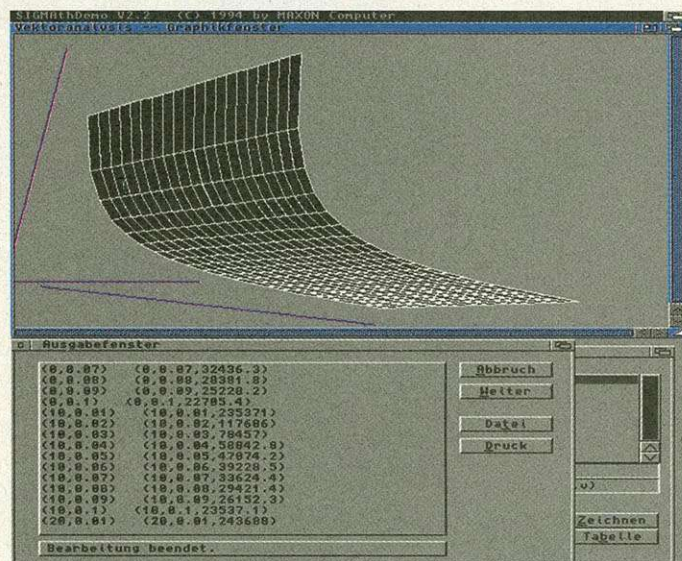 SIGMAthDemo V2.2 (C) 1994 by MAXON Computer
Vektoranalysis -- Graphikfenster
Ausgabefenster
(0,0.07) (0,0.07,32436.3)
(0,0.08) (0,0.08,28381.8)
(0,0.09) (0,0.09,25228.2)
(0,0.1) (0,0.1,22705.4)
(10,0.01) (10,0.01,235371)
(10,0.02) (10,0.02,117686)
(10,0.03) (10,0.03,78457)
(10,0.04) (10,0.04,58842.8)
(10,0.05) (10,0.05,47074.2)
(10,0.06) (10,0.06,39228.5)
(10,0.07) (10,0.07,33624.4)
(10,0.08) (10,0.08,29421.4)
(10,0.09) (10,0.09,26152.3)
(10,0.1) (10,0.1,23537.1)
(20,0.01) (20,0.01,243688)
Abbruch
Weiter
Datei
Druck
Bearbeitung beendet.
Zeichnen
Tabelle